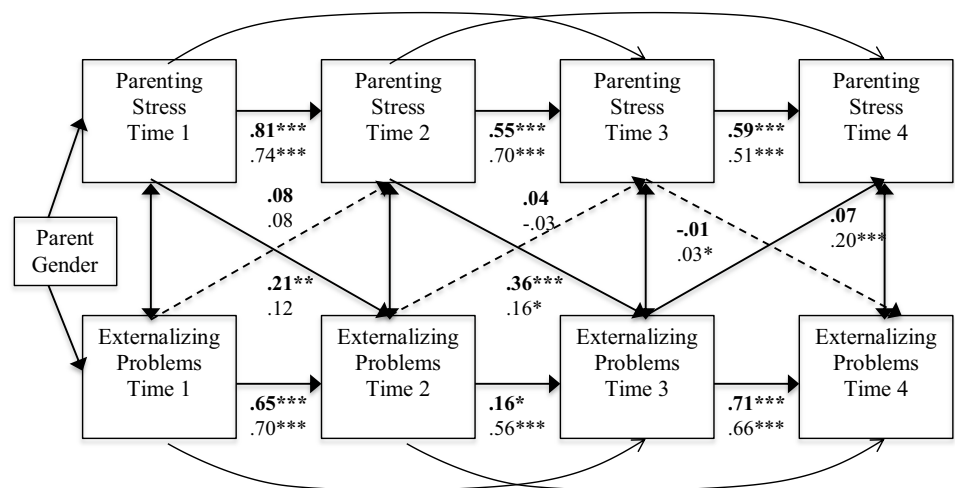 Parenting
Stress
Time 1
Parenting
Stress
Time 2
Parenting
Stress
Time 3
Parenting
Stress
Time 4
.81***
.74***
.55***
.70***
.59***
.51***
Parent
Gender
.08
.08
.04
-.03
-.01
.03*
.07
.20***
.21**
.12
.36***
.16*
Externalizing
Problems
Time 1
Externalizing
Problems
Time 2
Externalizing
Problems
Time 3
Externalizing
Problems
Time 4
.65***
.70***
.16*
.56***
.71***
.66***